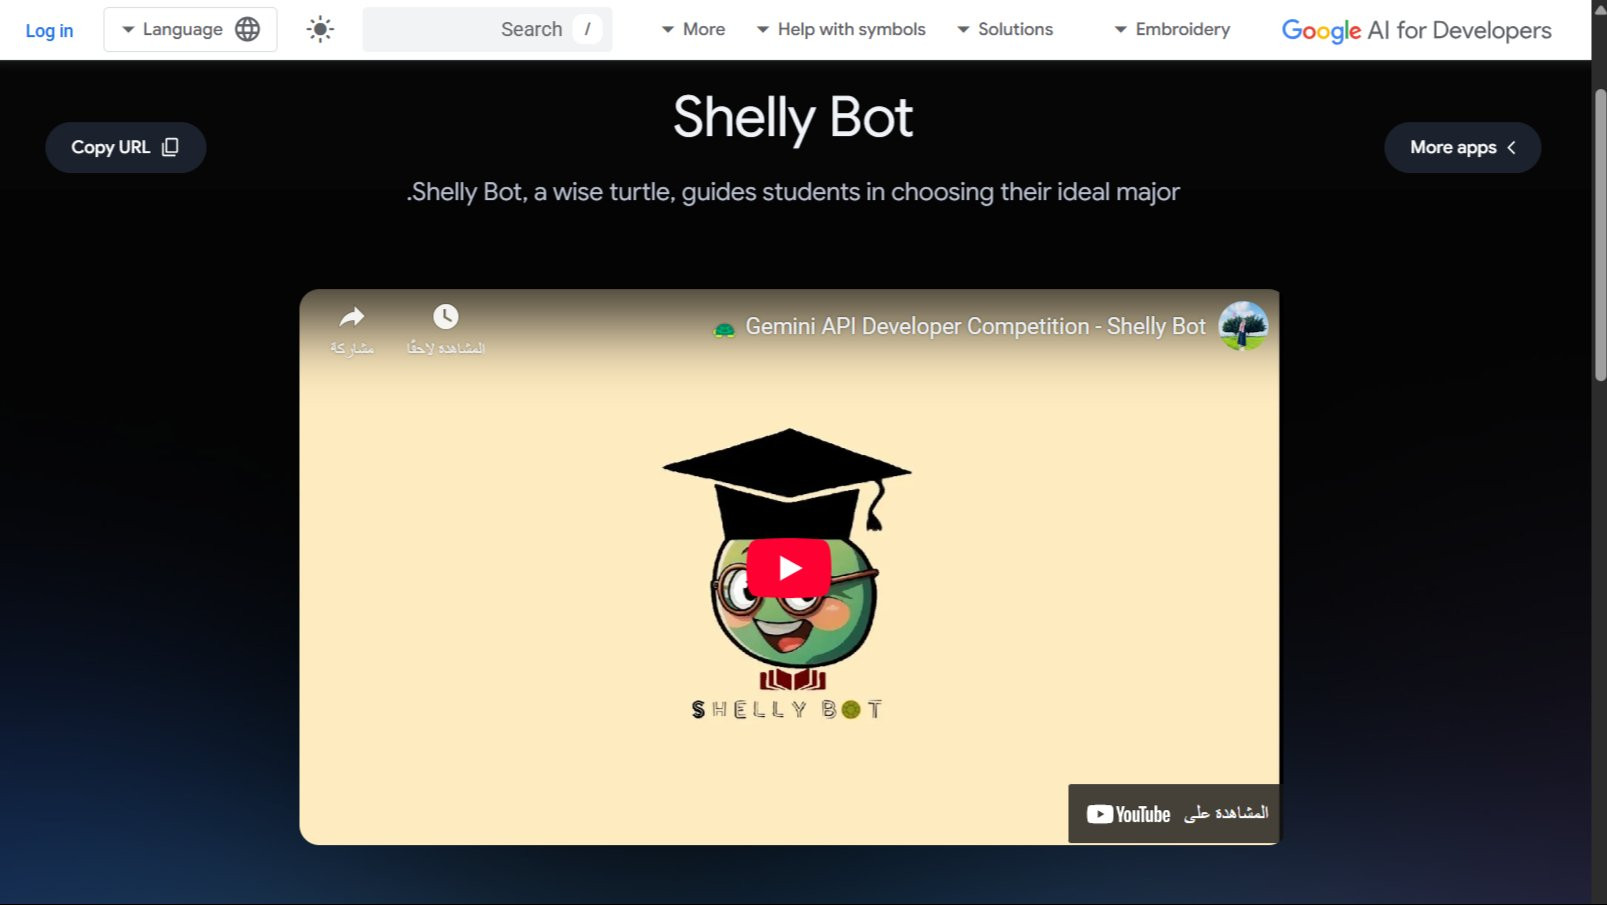 Log in
Language
Search /
More
Help with symbols
Solutions
Embroidery
Google AI for Developers
Shelly Bot
Copy URL
More apps
.Shelly Bot, a wise turtle, guides students in choosing their ideal major
Gemini API Developer Competition - Shelly Bot
المشاهدة لاحقًا
مشاركة
SHELLY BOT
المشاهدة على YouTube